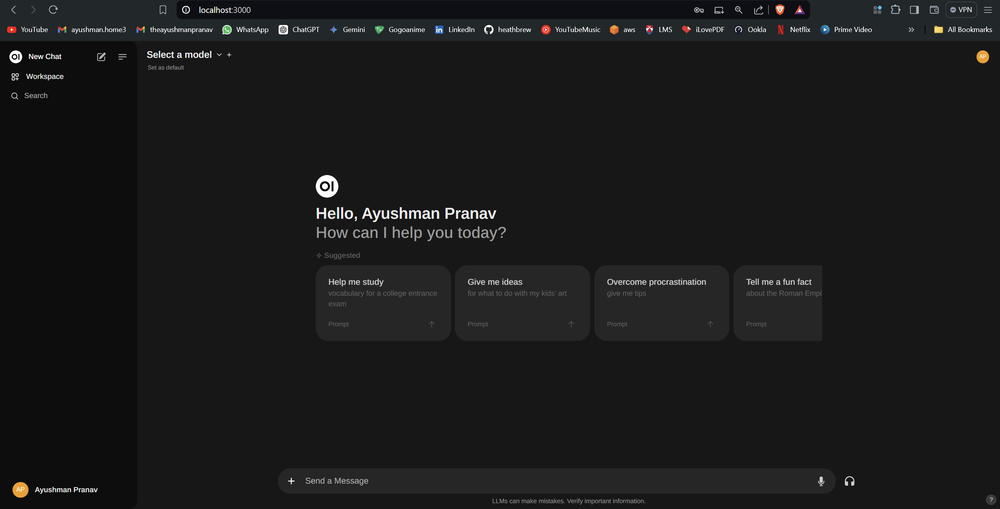 localhost:3000
VPN
YouTube
ayushman.home3
theayushmanpranav
WhatsApp
ChatGPT
Gemini
Gogoanime
LinkedIn
heathbrew
YouTubeMusic
aws
LMS
iLovePDF
Ookla
Netflix
Prime Video
All Bookmarks
OI
New Chat
Workspace
Search
Select a model
Set as default
AP
OI
Hello, Ayushman Pranav
How can I help you today?
Suggested
Help me study
vocabulary for a college entrance
exam
Prompt
Give me ideas
for what to do with my kids' art
Prompt
Overcome procrastination
give me tips
Prompt
Tell me a fun fact
about the Roman Empi
Prompt
Send a Message
LLMs can make mistakes. Verify important information.
AP
Ayushman Pranav
?